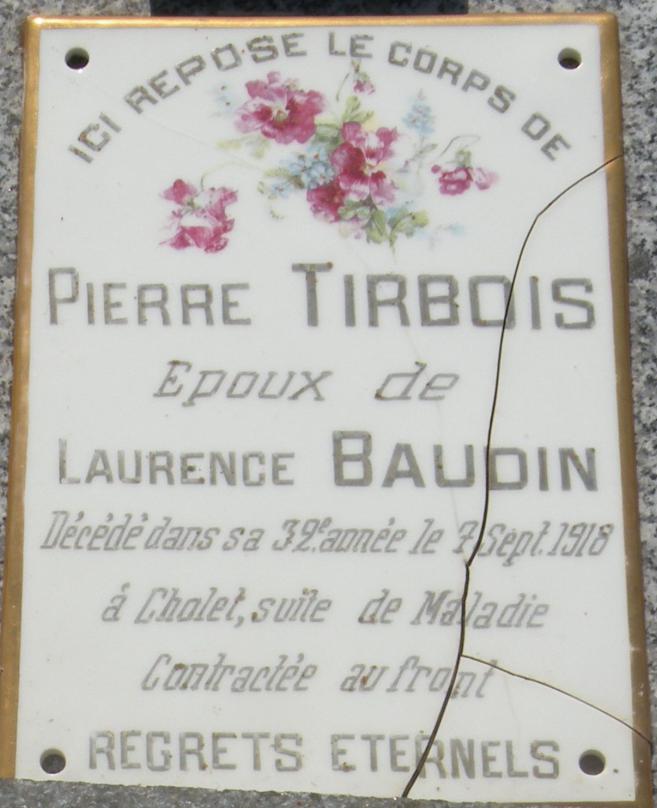 ICI REPOSE LE CORPS DE
PIERRE TIRBOIS
Epoux de
LAURENCE BAUDIN
Décédé dans sa 32e. année le 7 Sept. 1918
à Cholet, suite de Maladie
Contractée au front
REGRETS ETERNELS